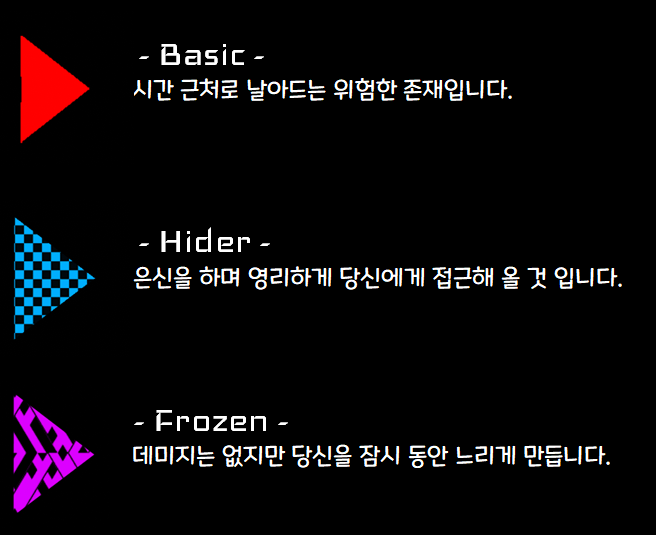 - Basic -
시간 근처로 날아드는 위험한 존재입니다.
- Hider -
은신을 하며 영리하게 당신에게 접근해 올 것 입니다.
- Frozen -
데미지는 없지만 당신을 잠시 동안 느리게 만듭니다.